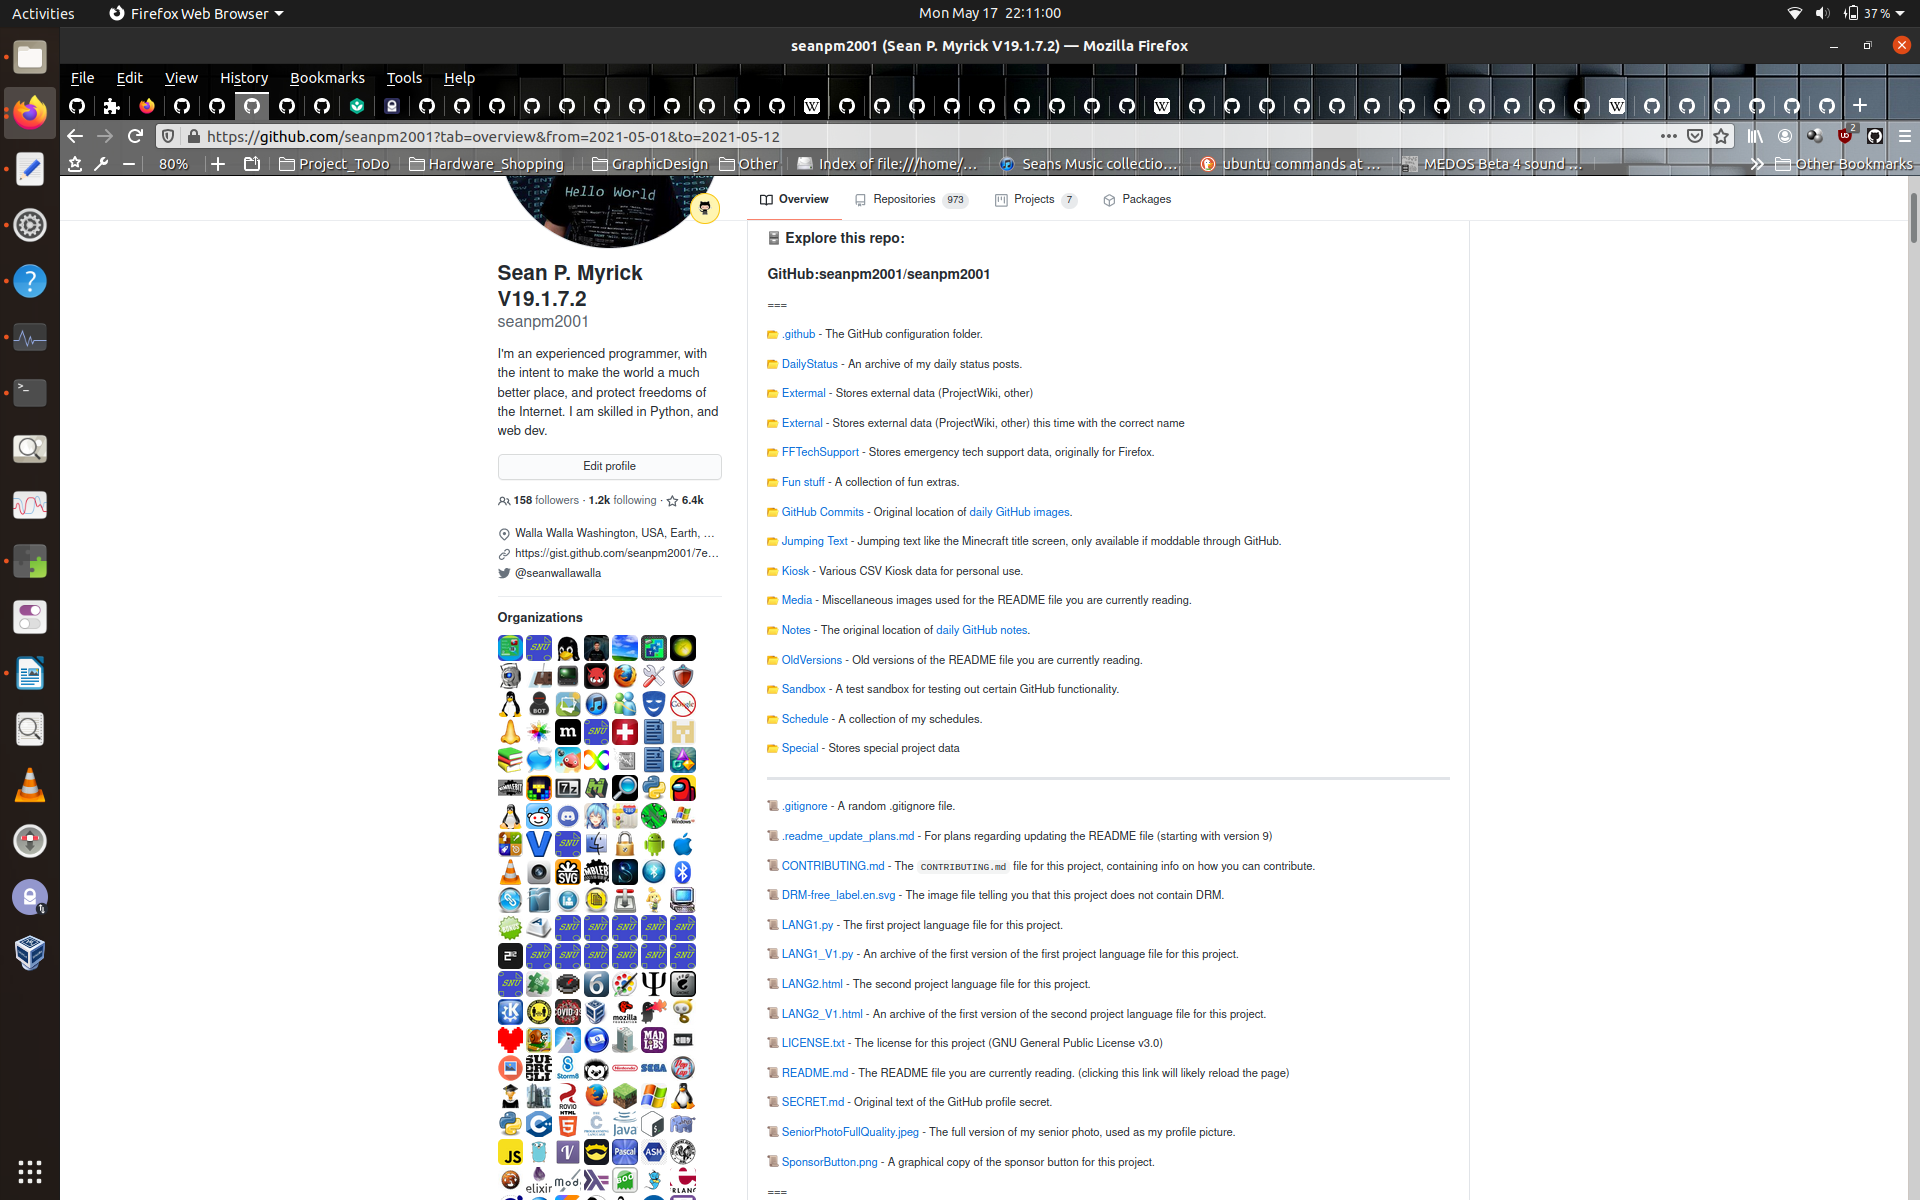 Activities
Firefox Web Browser
Mon May 17 22:11:00
37 %
seanpm2001 (Sean P. Myrick V19.1.7.2) — Mozilla Firefox
File Edit View History Bookmarks Tools Help
https://github.com/seanpm2001?tab=overview&from=2021-05-01&to=2021-05-12
2
80%
Project_ToDo
Hardware_Shopping
GraphicDesign
Other
Index of file:///home/…
Seans Music collectio…
ubuntu commands at …
MEDOS Beta 4 sound …
Other Bookmarks
Hello World
Overview
Repositories 973
Projects 7
Packages
Sean P. Myrick
V19.1.7.2
seanpm2001
I'm an experienced programmer, with
the intent to make the world a much
better place, and protect freedoms of
the Internet. I am skilled in Python, and
web dev.
Edit profile
158 followers · 1.2k following · 6.4k
Walla Walla Washington, USA, Earth, …
https://gist.github.com/seanpm2001/7e…
@seanwallawalla
Organizations
Explore this repo:
GitHub:seanpm2001/seanpm2001
===
.github - The GitHub configuration folder.
DailyStatus - An archive of my daily status posts.
Extermal - Stores external data (ProjectWiki, other)
External - Stores external data (ProjectWiki, other) this time with the correct name
FFTechSupport - Stores emergency tech support data, originally for Firefox.
Fun stuff - A collection of fun extras.
GitHub Commits - Original location of daily GitHub images.
Jumping Text - Jumping text like the Minecraft title screen, only available if moddable through GitHub.
Kiosk - Various CSV Kiosk data for personal use.
Media - Miscellaneous images used for the README file you are currently reading.
Notes - The original location of daily GitHub notes.
OldVersions - Old versions of the README file you are currently reading.
Sandbox - A test sandbox for testing out certain GitHub functionality.
Schedule - A collection of my schedules.
Special - Stores special project data
.gitignore - A random .gitignore file.
.readme_update_plans.md - For plans regarding updating the README file (starting with version 9)
CONTRIBUTING.md - The CONTRIBUTING.md file for this project, containing info on how you can contribute.
DRM-free_label.en.svg - The image file telling you that this project does not contain DRM.
LANG1.py - The first project language file for this project.
LANG1_V1.py - An archive of the first version of the first project language file for this project.
LANG2.html - The second project language file for this project.
LANG2_V1.html - An archive of the first version of the second project language file for this project.
LICENSE.txt - The license for this project (GNU General Public License v3.0)
README.md - The README file you are currently reading. (clicking this link will likely reload the page)
SECRET.md - Original text of the GitHub profile secret.
SeniorPhotoFullQuality.jpeg - The full version of my senior photo, used as my profile picture.
SponsorButton.png - A graphical copy of the sponsor button for this project.
===